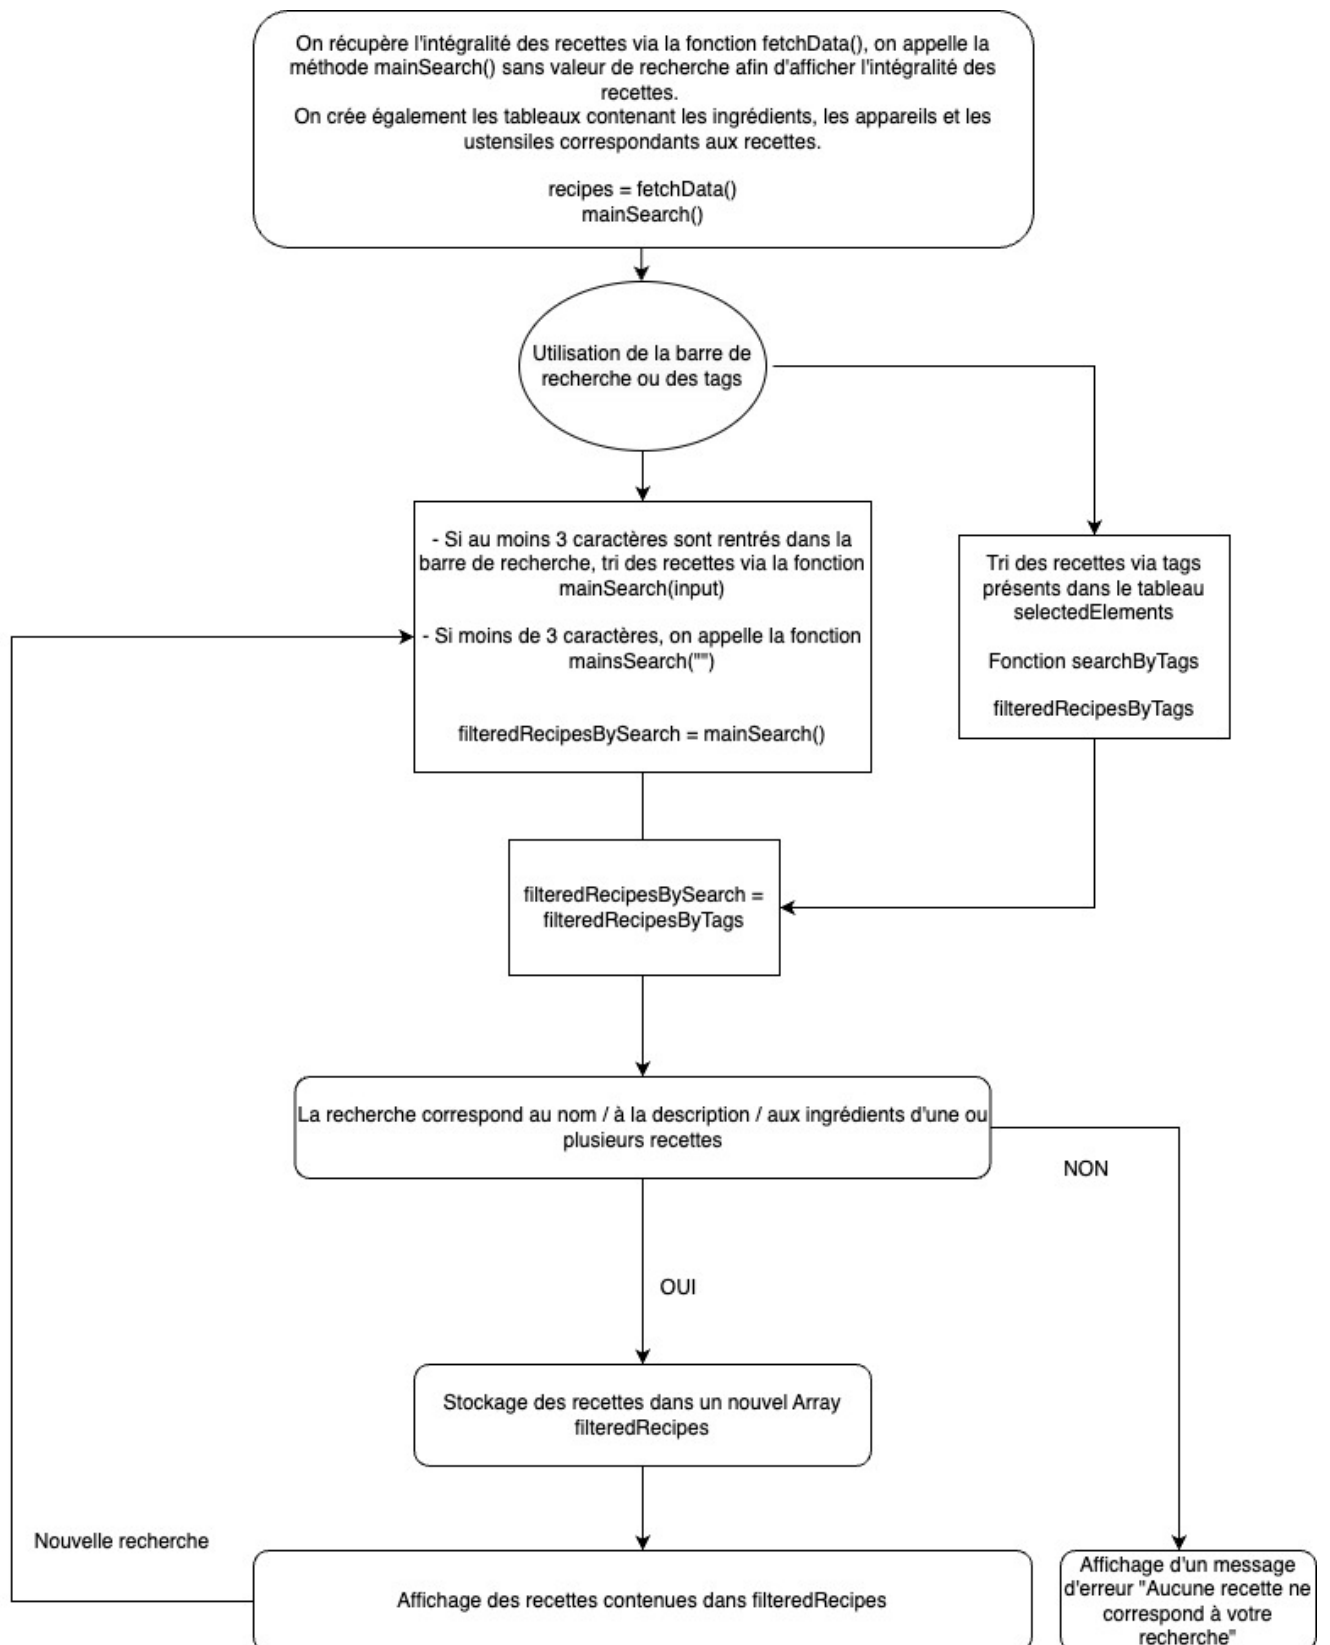 On récupère l'intégralité des recettes via la fonction fetchData(), on appelle la
méthode mainSearch() sans valeur de recherche afin d'afficher l'intégralité des
recettes.
On crée également les tableaux contenant les ingrédients, les appareils et les
ustensiles correspondants aux recettes.
recipes = fetchData()
mainSearch()
Utilisation de la barre de
recherche ou des tags
- Si au moins 3 caractères sont rentrés dans la
barre de recherche, tri des recettes via la fonction
mainSearch(input)
- Si moins de 3 caractères, on appelle la fonction
mainsSearch("")
filteredRecipesBySearch = mainSearch()
Tri des recettes via tags
présents dans le tableau
selectedElements
Fonction searchByTags
filteredRecipesByTags
filteredRecipesBySearch =
filteredRecipesByTags
La recherche correspond au nom / à la description / aux ingrédients d'une ou
plusieurs recettes
NON
OUI
Stockage des recettes dans un nouvel Array
filteredRecipes
Nouvelle recherche
Affichage des recettes contenues dans filteredRecipes
Affichage d'un message
d'erreur "Aucune recette ne
correspond à votre
recherche"